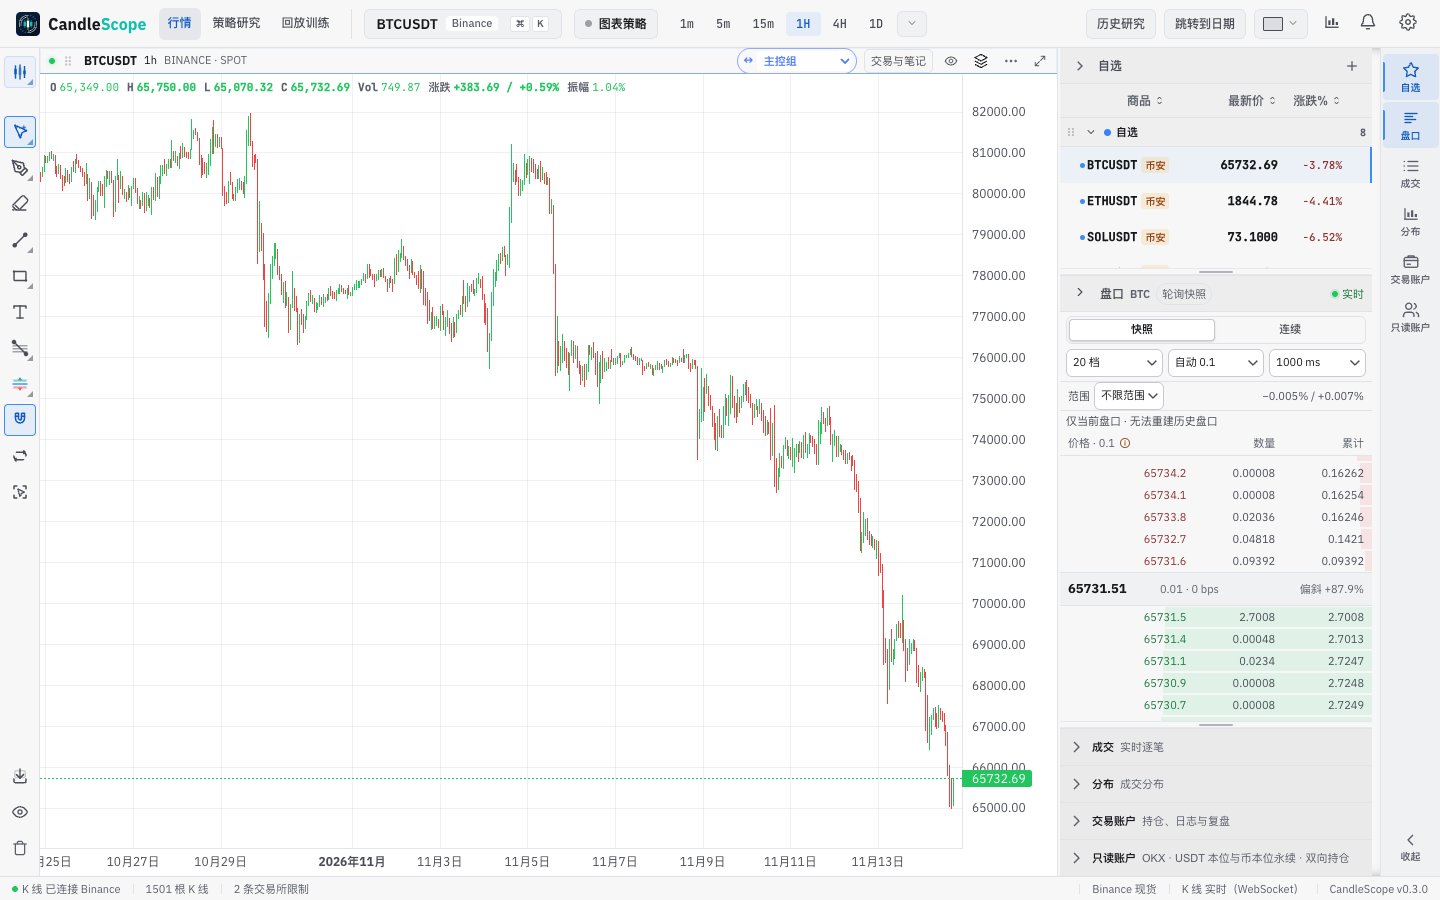 CandleScope 行情 策略研究 回放训练 BTCUSDT Binance ⌘ K 图表策略 1m 5m 15m 1H 4H 1D 历史研究 跳转到日期
BTCUSDT 1h BINANCE · SPOT 主控组 交易与笔记
O 65,349.00 H 65,750.00 L 65,070.32 C 65,732.69 Vol 749.87 涨跌 +383.69 / +0.59% 振幅 1.04%
82000.00
81000.00
80000.00
79000.00
78000.00
77000.00
76000.00
75000.00
74000.00
73000.00
72000.00
71000.00
70000.00
69000.00
68000.00
67000.00
66000.00
65732.69
65000.00
月25日 10月27日 10月29日 2026年11月 11月3日 11月5日 11月7日 11月9日 11月11日 11月13日
自选
商品 最新价 涨跌%
自选 8
BTCUSDT 币安 65732.69 -3.78%
ETHUSDT 币安 1844.78 -4.41%
SOLUSDT 币安 73.1000 -6.52%
盘口 BTC 轮询快照 实时
快照 连续
20 档 自动 0.1 1000 ms
范围 不限范围 −0.005% / +0.007%
仅当前盘口 · 无法重建历史盘口
价格 · 0.1 数量 累计
65734.2 0.00008 0.16262
65734.1 0.00008 0.16254
65733.8 0.02036 0.16246
65732.7 0.04818 0.1421
65731.6 0.09392 0.09392
65731.51 0.01 · 0 bps 偏斜 +87.9%
65731.5 2.7008 2.7008
65731.4 0.00048 2.7013
65731.1 0.0234 2.7247
65730.9 0.00008 2.7248
65730.7 0.00008 2.7249
成交 实时逐笔
分布 成交分布
交易账户 持仓、日志与复盘
只读账户 OKX · USDT 本位与币本位永续 · 双向持仓
自选
盘口
成交
分布
交易账户
只读账户
收起
K 线 已连接 Binance 1501 根 K 线 2 条交易所限制 Binance 现货 K 线 实时（WebSocket） CandleScope v0.3.0